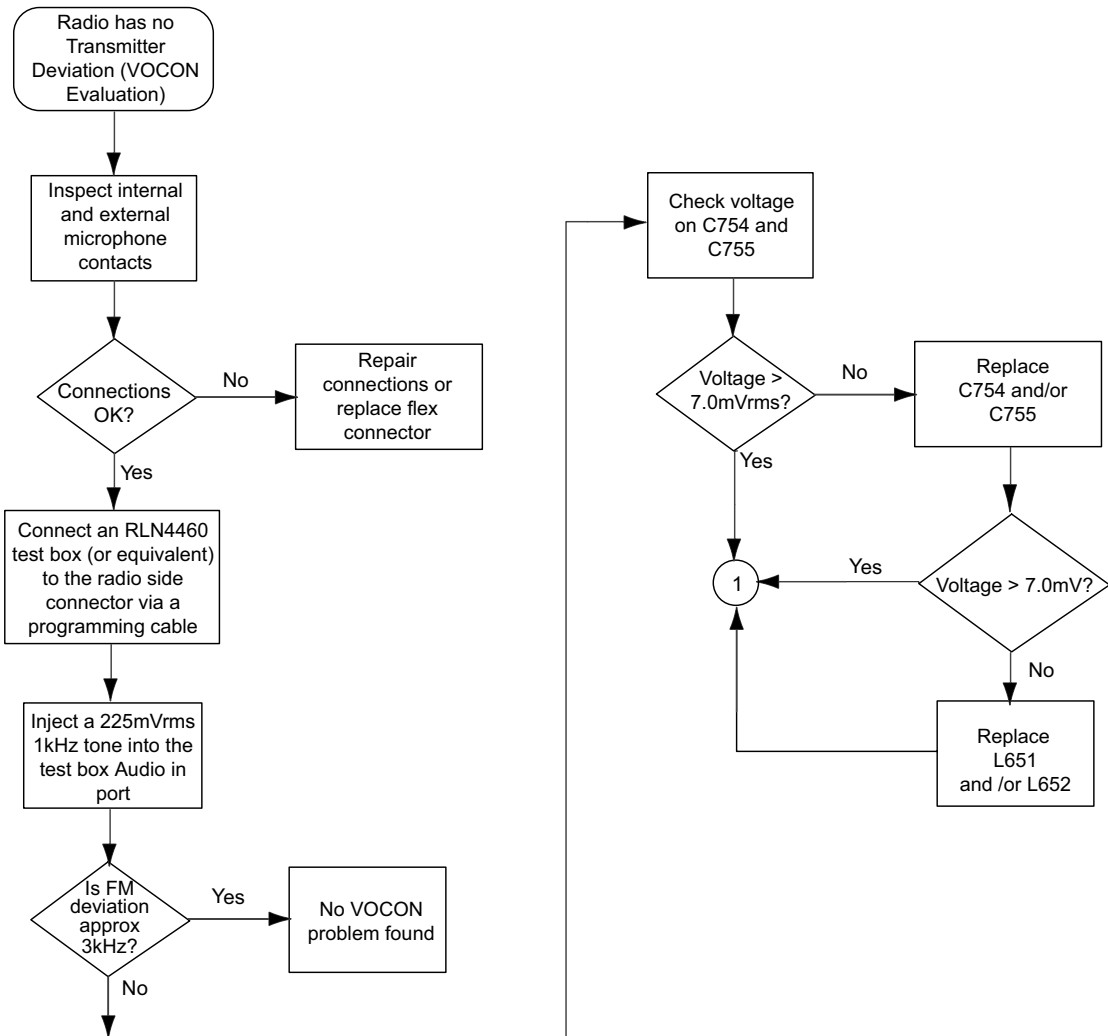 Radio has no
Transmitter
Deviation (VOCON
Evaluation)
Inspect internal
and external
microphone
contacts
Connections
OK?
No
Repair
connections or
replace flex
connector
Yes
Connect an RLN4460
test box (or equivalent)
to the radio side
connector via a
programming cable
Inject a 225mVrms
1kHz tone into the
test box Audio in
port
Is FM
deviation
approx
3kHz?
Yes
No VOCON
problem found
No
Check voltage
on C754 and
C755
Voltage >
7.0mVrms?
No
Replace
C754 and/or
C755
Yes
1
Yes
Voltage > 7.0mV?
No
Replace
L651
and /or L652